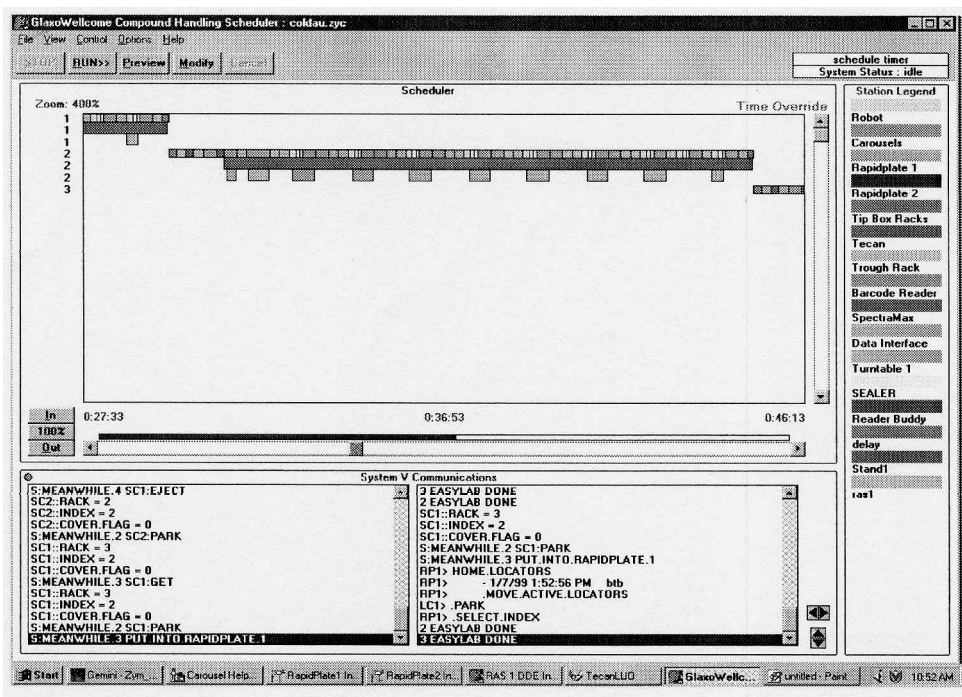 GlaxoWellcome Compound Handling Scheduler : coklau.zyc
File View Control Options Help
STOP RUN>> Preview Modify Cancel
schedule timer
System Status : idle
Scheduler
Zoom: 400%
Time Override
1
1
1
2
2
2
3
In
100%
Out
0:27:33 0:36:53 0:46:13
Station Legend
Robot
Carousels
Rapidplate 1
Rapidplate 2
Tip Box Racks
Tecan
Trough Rack
Barcode Reader
SpectraMax
Data Interface
Turntable 1
SEALER
Reader Buddy
delay
Stand1
ras1
System V Communications
S:MEANWHILE.4 SC1:EJECT
SC2::RACK = 2
SC2::INDEX = 2
SC2::COVER.FLAG = 0
S:MEANWHILE.2 SC2:PARK
SC1::RACK = 3
SC1::INDEX = 2
SC1::COVER.FLAG = 0
S:MEANWHILE.3 SC1:GET
SC1::RACK = 3
SC1::INDEX = 2
SC1::COVER.FLAG = 0
S:MEANWHILE.2 SC1:PARK
S:MEANWHILE.3 PUT.INTO.RAPIDPLATE.1
3 EASYLAB DONE
2 EASYLAB DONE
SC1::RACK = 3
SC1::INDEX = 2
SC1::COVER.FLAG = 0
S:MEANWHILE.2 SC1:PARK
S:MEANWHILE.3 PUT.INTO.RAPIDPLATE.1
RP1> HOME.LOCATORS
RP1> - 1/7/99 1:52:56 PM btb
RP1> .MOVE.ACTIVE.LOCATORS
LC1> .PARK
RP1> .SELECT.INDEX
2 EASYLAB DONE
3 EASYLAB DONE
Start Gemini - Zym... Carousel Help... RapidPlate1 In... RapidPlate2 In... RAS 1 DDE In... TecanLUO GlaxoWellc... untitled - Paint 10:52 AM